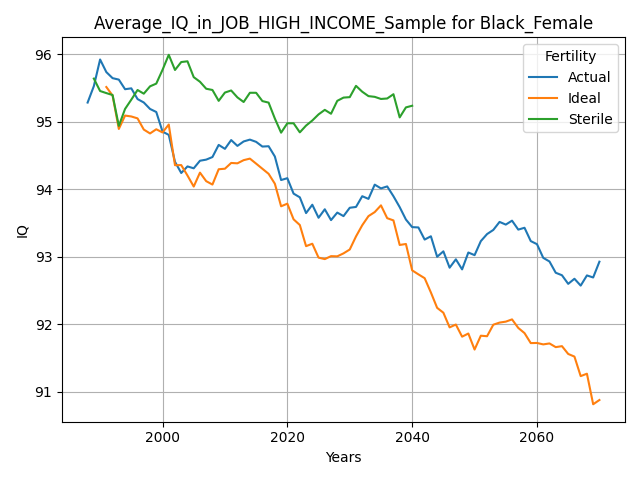 Average_IQ_in_JOB_HIGH_INCOME_Sample for Black_Female
96
95
94
93
92
91
IQ
2000
2020
2040
2060
Years
Fertility
Actual
Ideal
Sterile